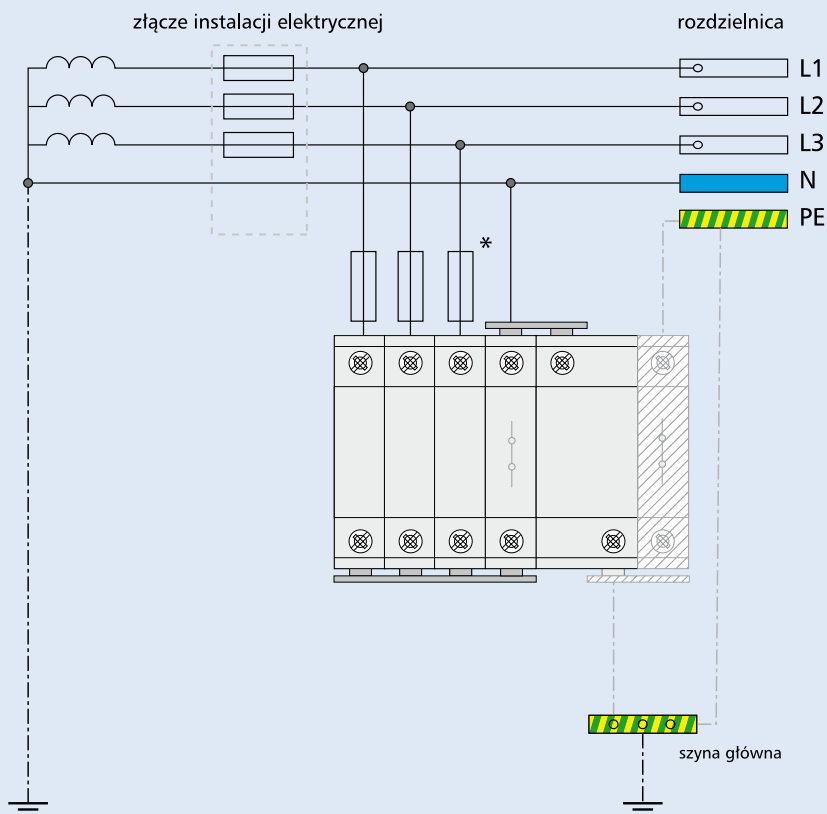 złącze instalacji elektrycznej
rozdzielnica
L1
L2
L3
N
PE
*
szyna główna